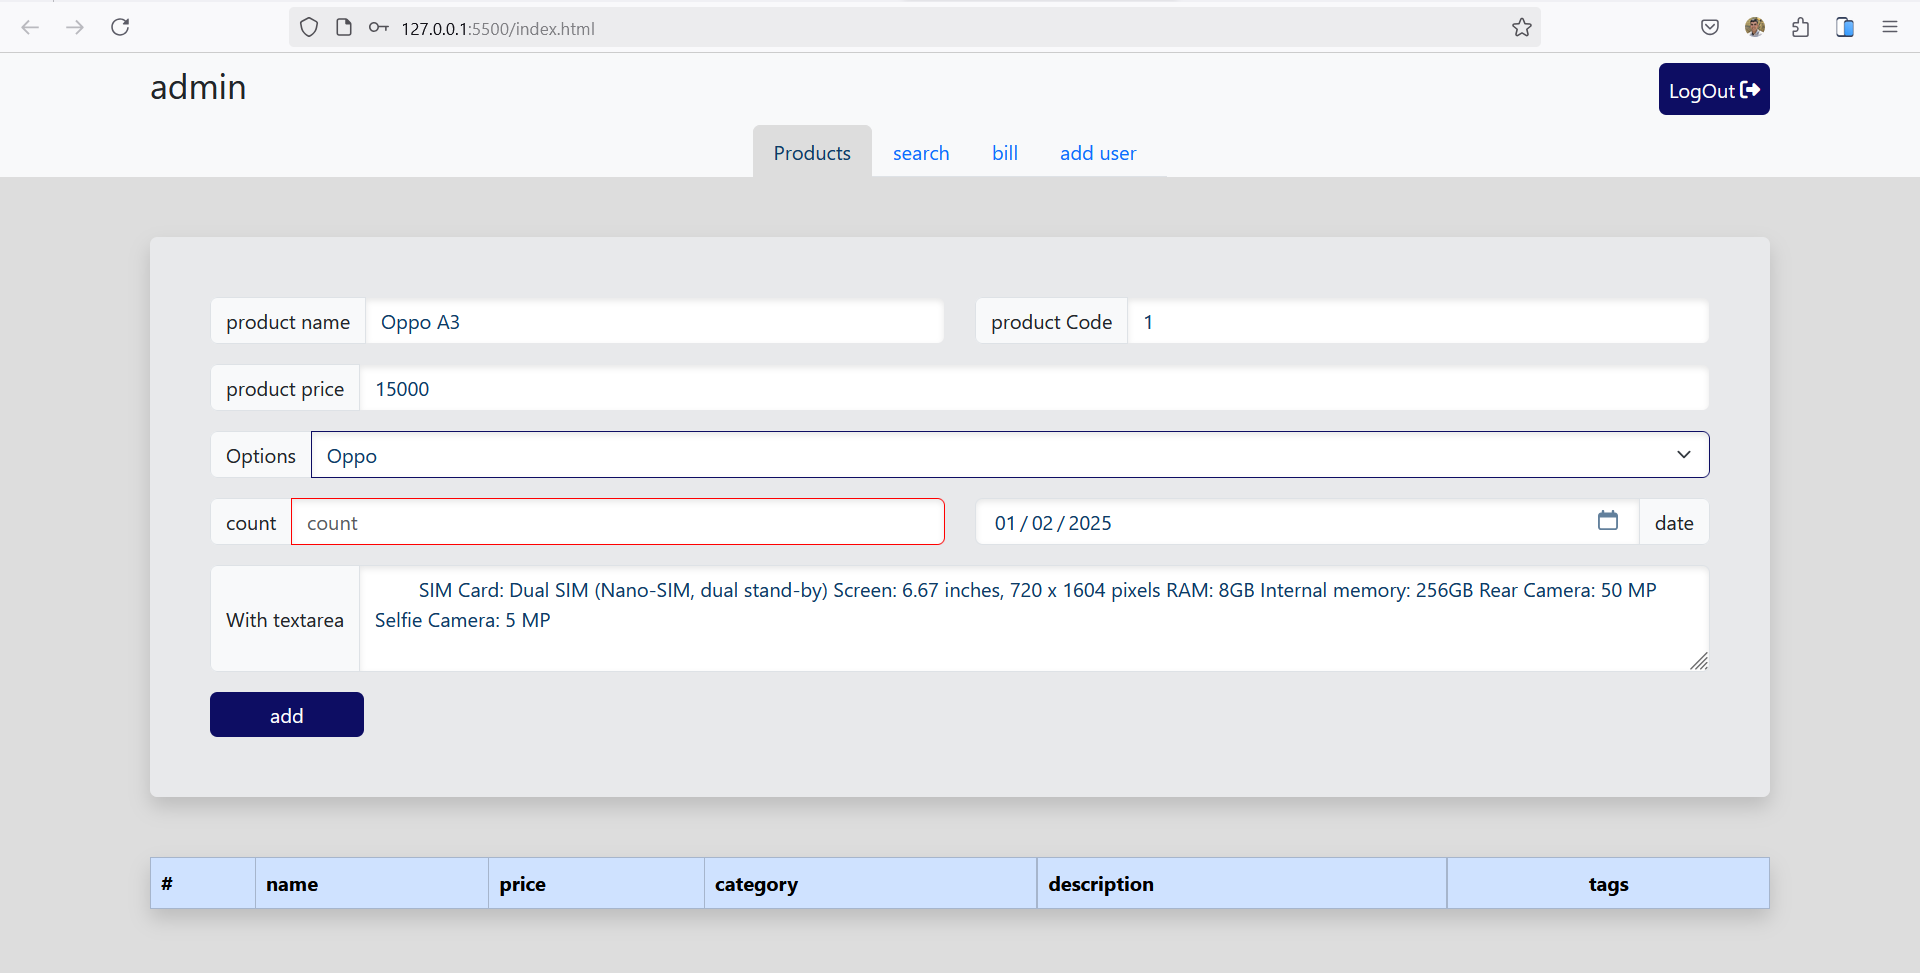 127.0.0.1:5500/index.html
admin
LogOut
Products search bill add user
product name Oppo A3 product Code 1
product price 15000
Options Oppo
count count 01 / 02 / 2025 date
SIM Card: Dual SIM (Nano-SIM, dual stand-by) Screen: 6.67 inches, 720 x 1604 pixels RAM: 8GB Internal memory: 256GB Rear Camera: 50 MP
With textarea
Selfie Camera: 5 MP
add
# name price category description tags